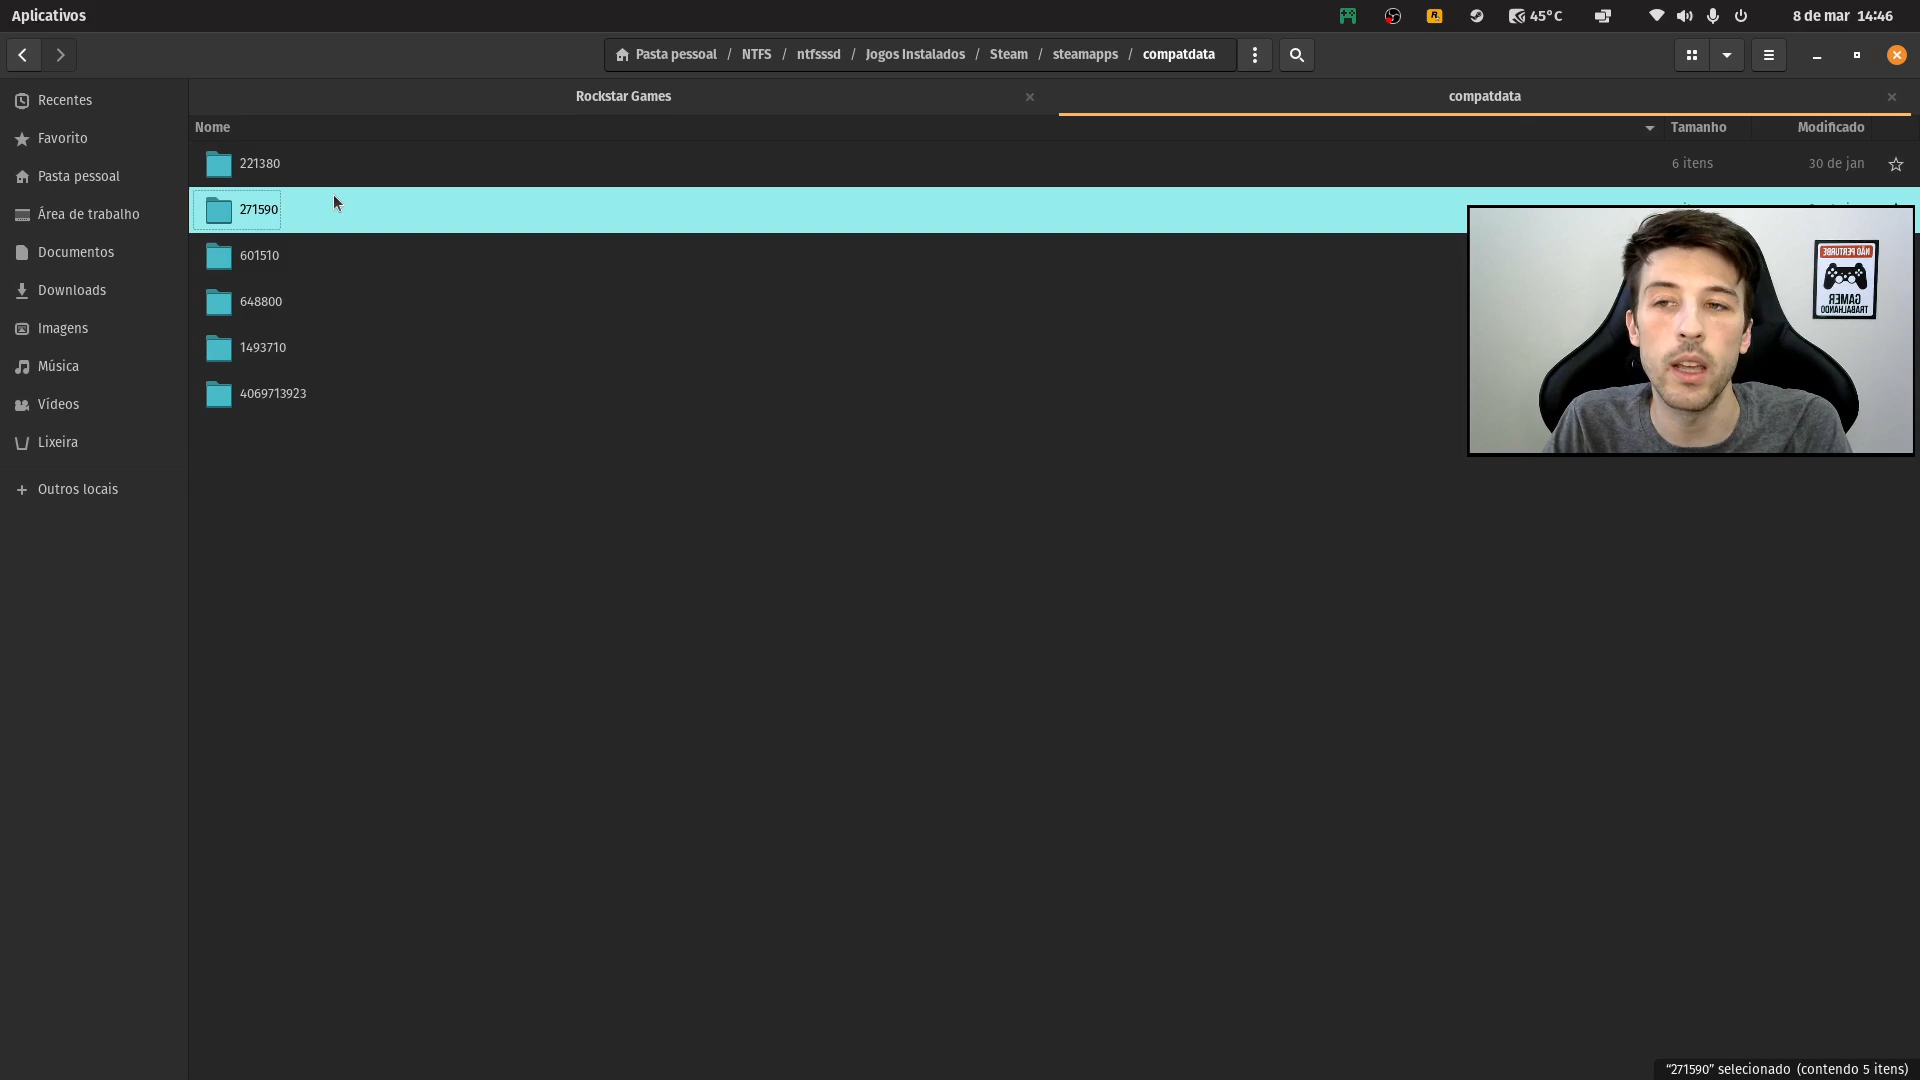 Aplicativos
45°C
8 de mar 14:46
Pasta pessoal / NTFS / ntfsssd / Jogos Instalados / Steam / steamapps / compatdata
Rockstar Games
compatdata
Recentes
Favorito
Pasta pessoal
Área de trabalho
Documentos
Downloads
Imagens
Música
Vídeos
Lixeira
Outros locais
Nome
Tamanho
Modificado
221380
6 itens
30 de jan
271590
601510
648800
1493710
4069713923
NÃO PERTURBE
GAMER
TRABALHANDO
"271590" selecionado (contendo 5 itens)